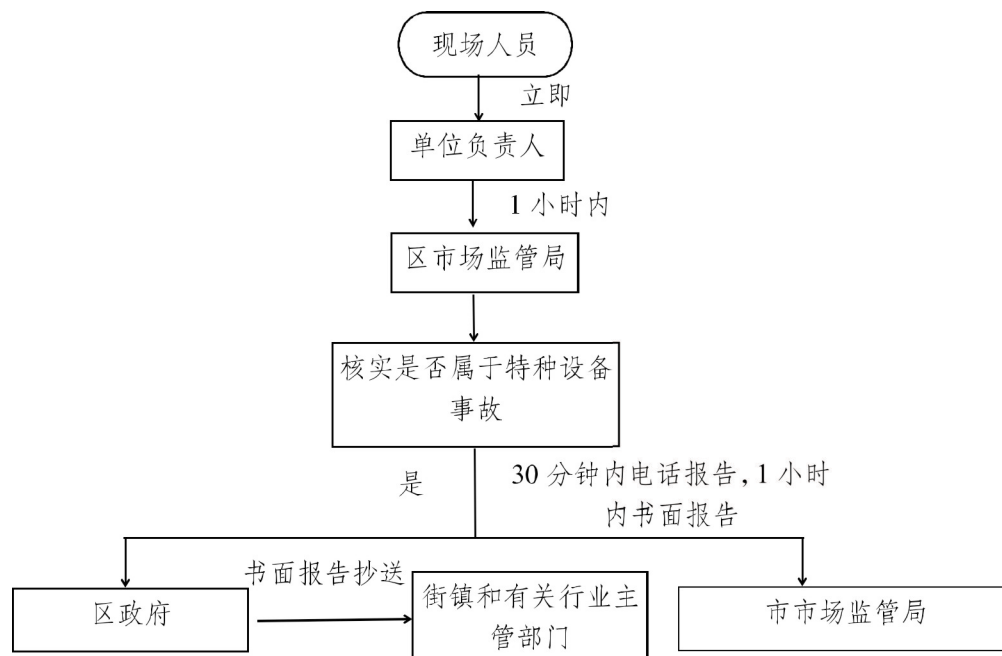 现场人员
立即
单位负责人
1 小时内
区市场监管局
核实是否属于特种设备
事故
是
30 分钟内电话报告,1 小时
内书面报告
区政府
书面报告抄送
街镇和有关行业主
管部门
市市场监管局